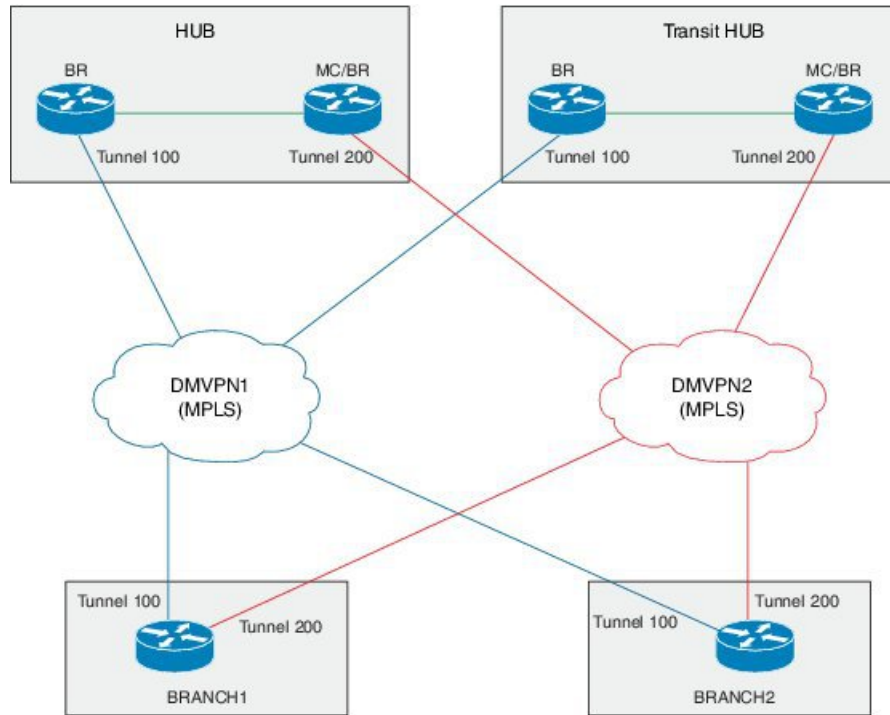 HUB
Transit HUB
BR
MC/BR
BR
MC/BR
Tunnel 100
Tunnel 200
Tunnel 100
Tunnel 200
DMVPN1
(MPLS)
DMVPN2
(MPLS)
Tunnel 100
Tunnel 200
Tunnel 100
Tunnel 200
BRANCH1
BRANCH2